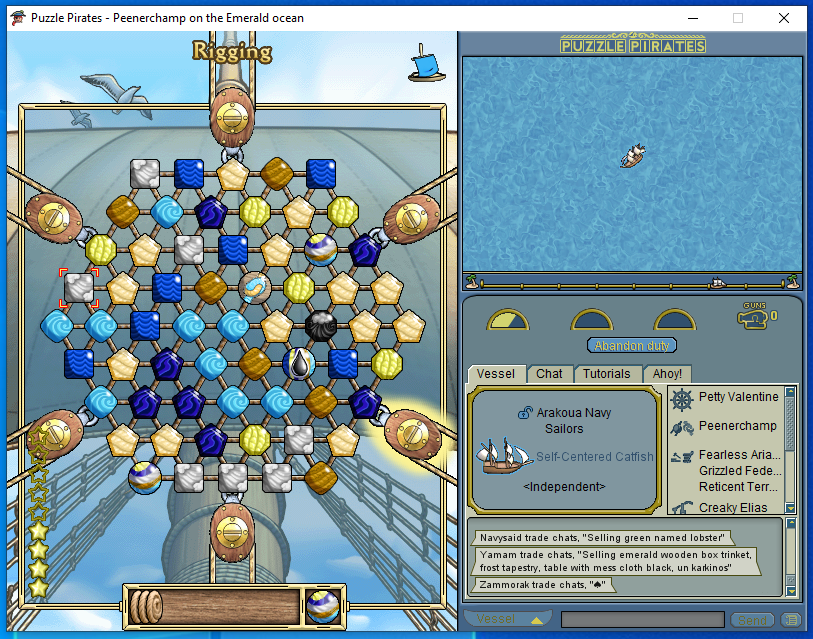 Puzzle Pirates - Peenerchamp on the Emerald ocean
Rigging
PUZZLE PIRATES
GUNS
0
Abandon duty
Vessel
Chat
Tutorials
Ahoy!
Arakoua Navy
Sailors
Self-Centered Catfish
<Independent>
Petty Valentine
Peenerchamp
Fearless Aria...
Grizzled Fede...
Reticent Terr...
Creaky Elias
Navysaid trade chats, "Selling green named lobster"
Yamam trade chats, "Selling emerald wooden box trinket,
frost tapestry, table with mess cloth black, un kakinos"
Zammorak trade chats, "♠"
Vessel
Send